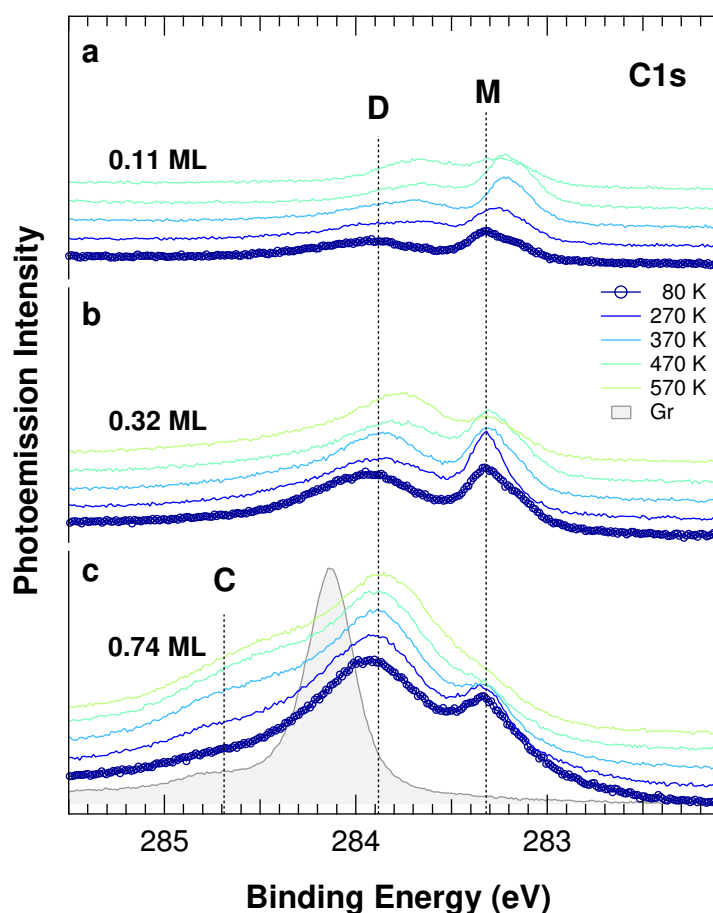 a
C1s
D
M
0.11 ML
Photoemission Intensity
b
80 K
270 K
370 K
470 K
570 K
Gr
0.32 ML
c
C
0.74 ML
285
284
283
Binding Energy (eV)